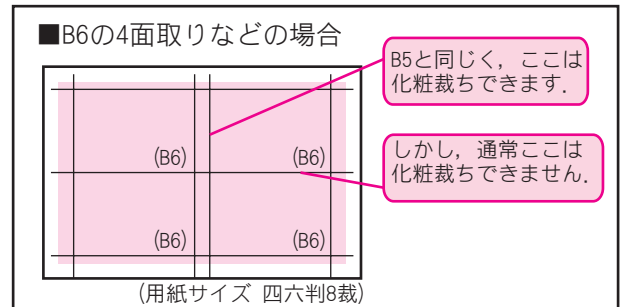 ■B6の4面取りなどの場合
B5と同じく，ここは
化粧裁ちできます．
しかし，通常ここは
化粧裁ちできません．
(B6)
(B6)
(B6)
(B6)
(用紙サイズ 四六判8裁)